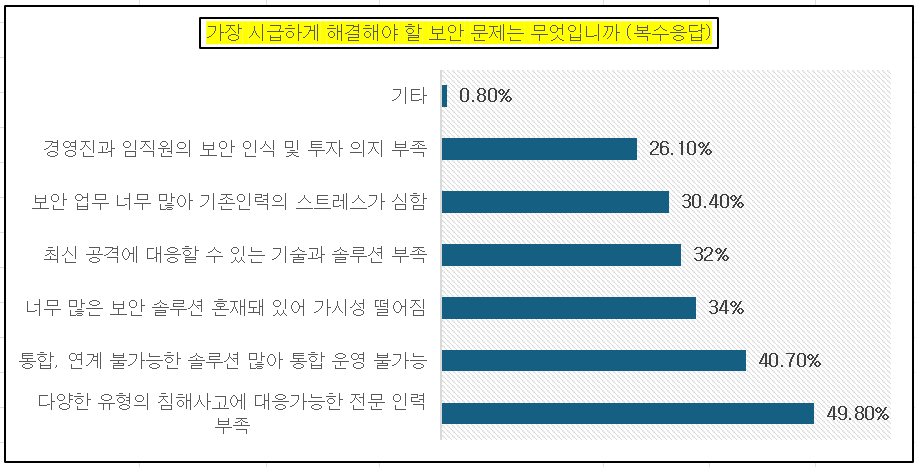 가장 시급하게 해결해야 할 보안 문제는 무엇입니까 (복수응답)
기타
0.80%
경영진과 임직원의 보안 인식 및 투자 의지 부족
26.10%
보안 업무 너무 많아 기존인력의 스트레스가 심함
30.40%
최신 공격에 대응할 수 있는 기술과 솔루션 부족
32%
너무 많은 보안 솔루션 혼재돼 있어 가시성 떨어짐
34%
통합, 연계 불가능한 솔루션 많아 통합 운영 불가능
40.70%
다양한 유형의 침해사고에 대응가능한 전문 인력
부족
49.80%